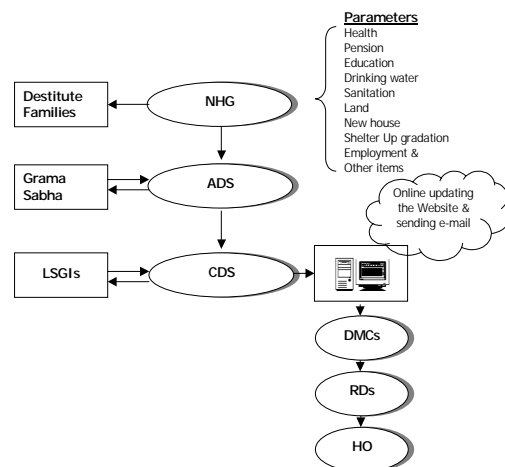 Parameters
Health
Pension
Education
Drinking water
Sanitation
Land
New house
Shelter Up gradation
Employment &
Other items
Destitute
Families
NHG
Grama
Sabha
ADS
Online updating
the Website &
sending e-mail
LSGIs
CDS
DMCs
RDs
HO